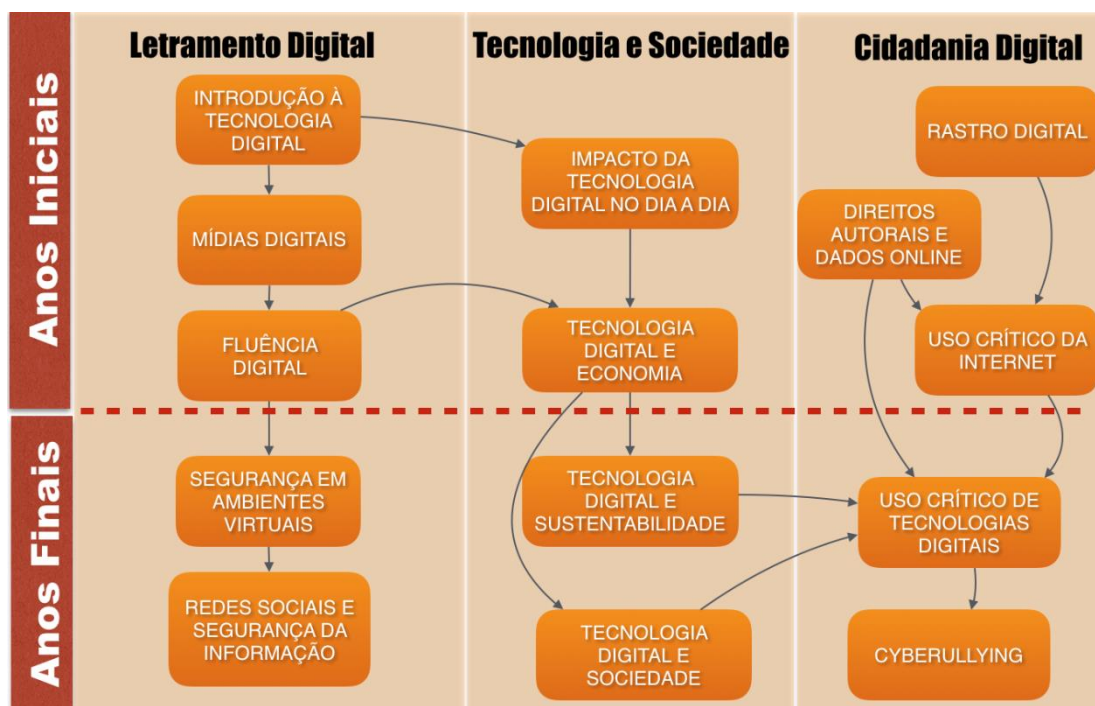 Anos Iniciais
Anos Finais
Letramento Digital
INTRODUÇÃO À
TECNOLOGIA
DIGITAL
MÍDIAS DIGITAIS
FLUÊNCIA
DIGITAL
SEGURANÇA EM
AMBIENTES
VIRTUAIS
REDES SOCIAIS E
SEGURANÇA DA
INFORMAÇÃO
Tecnologia e Sociedade
IMPACTO DA
TECNOLOGIA
DIGITAL NO DIA A DIA
TECNOLOGIA
DIGITAL E
ECONOMIA
TECNOLOGIA
DIGITAL E
SUSTENTABILIDADE
TECNOLOGIA
DIGITAL E
SOCIEDADE
Cidadania Digital
RASTRO DIGITAL
DIREITOS
AUTORAIS E
DADOS ONLINE
USO CRÍTICO DA
INTERNET
USO CRÍTICO DE
TECNOLOGIAS
DIGITAIS
CYBERULLYING